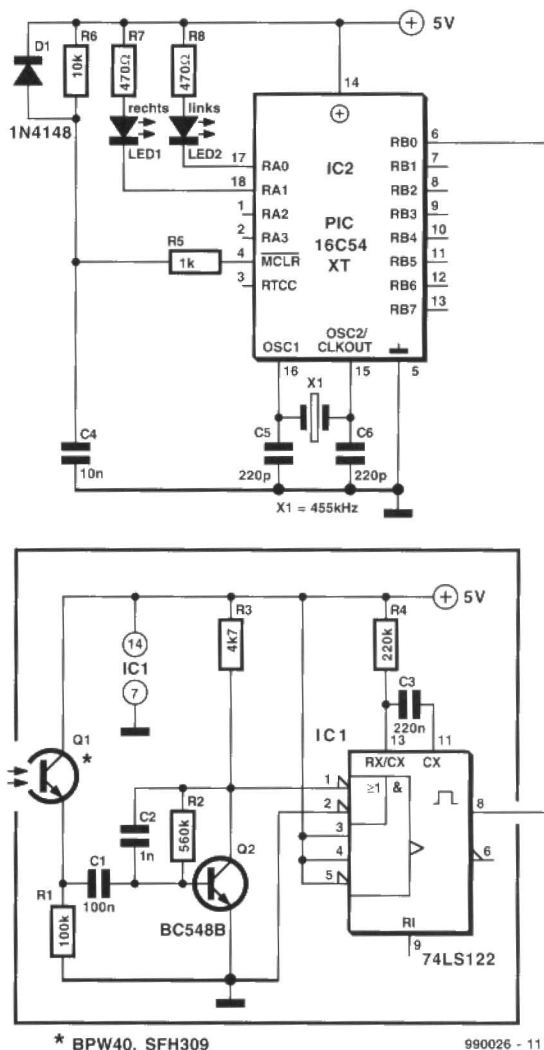 5V
D1
R6
R7
R8
10k
470Ω
470Ω
14
1N4148
rechts
links
LED1
LED2
17
18
1
2
4
3
RA0
RA1
RA2
RA3
MCLR
RTCC
IC2
PIC
16C54
XT
RB0
RB1
RB2
RB3
RB4
RB5
RB6
RB7
6
7
8
9
10
11
12
13
R5
1k
OSC1
OSC2/
CLKOUT
16
15
5
X1
C4
10n
C5
220p
C6
220p
X1 = 455kHz
5V
14
IC1
7
R3
4k7
R4
220k
C3
220n
IC1
13
11
RX/CX
CX
Q1
*
1
2
3
4
5
≥1
&
8
6
C2
1n
R2
560k
Q2
C1
100n
R1
100k
BC548B
RI
9
74LS122
* BPW40, SFH309
990026 - 11